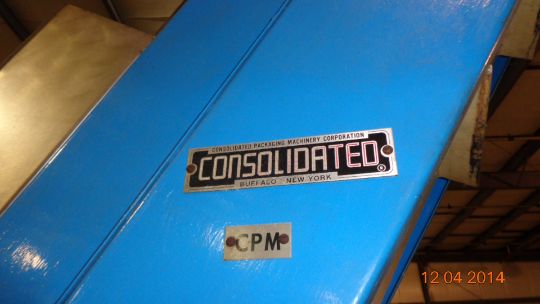 CONSOLIDATED PACKAGING MACHINERY CORPORATION
CONSOLIDATED®
BUFFALO, NEW YORK
CPM
12 04 2014